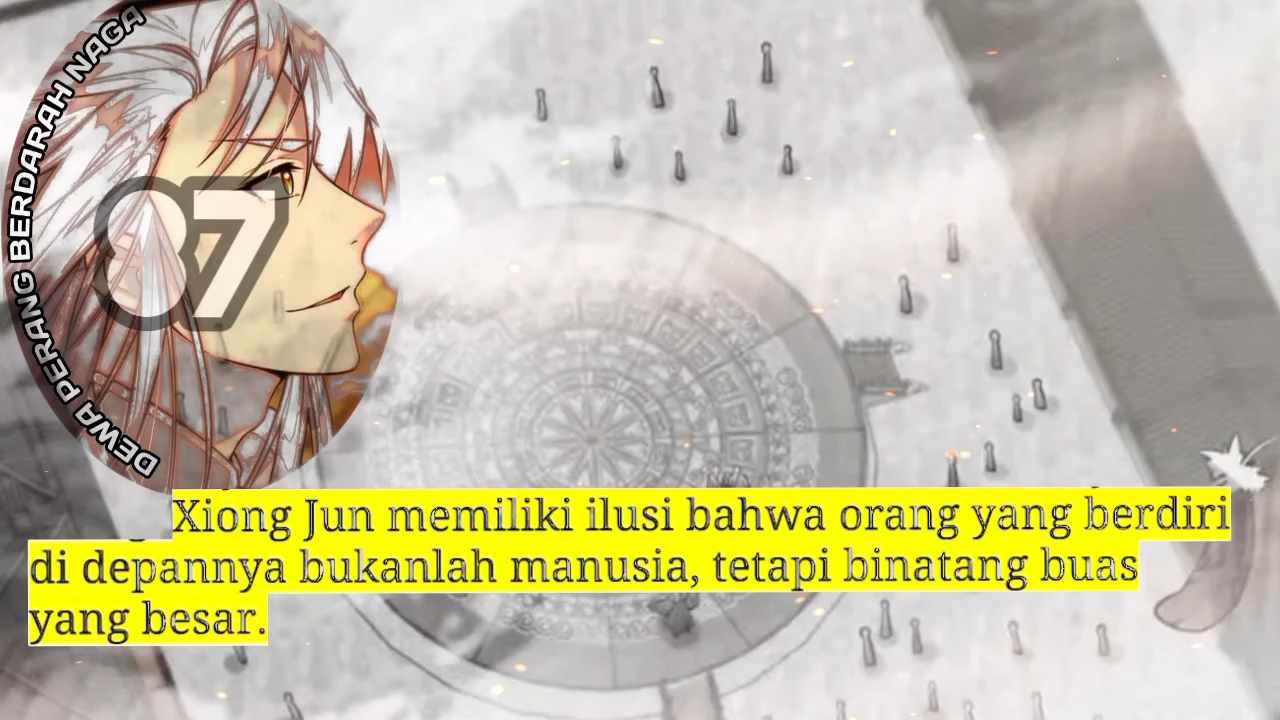 DEWA PERANG BERDARAH NAGA
87
Xiong Jun memiliki ilusi bahwa orang yang berdiri
di depannya bukanlah manusia, tetapi binatang buas
yang besar.